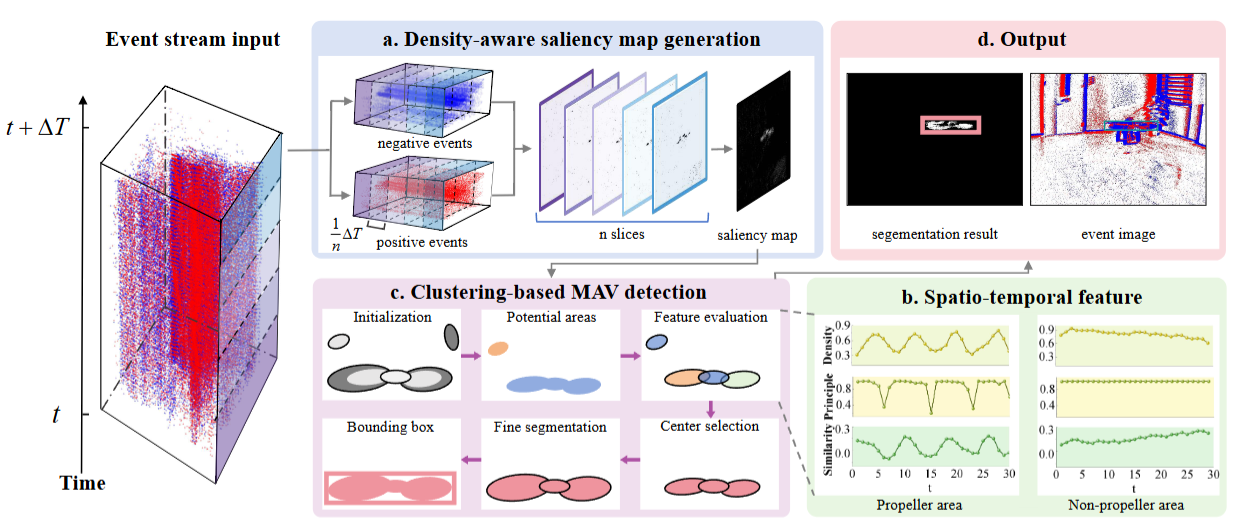 Event stream input
t + ΔT
t
Time
a. Density-aware saliency map generation
negative events
positive events
1/n ΔT
n slices
saliency map
d. Output
segementation result
event image
c. Clustering-based MAV detection
Initialization
Potential areas
Feature evaluation
Bounding box
Fine segmentation
Center selection
b. Spatio-temporal feature
Density
0.9
0.6
0.3
Principle
0.8
0.4
Similarity
0.3
0.0
0 5 10 15 20 25 30
t
Propeller area
0.9
0.6
0.3
0.8
0.4
0.3
0.0
0 5 10 15 20 25 30
t
Non-propeller area